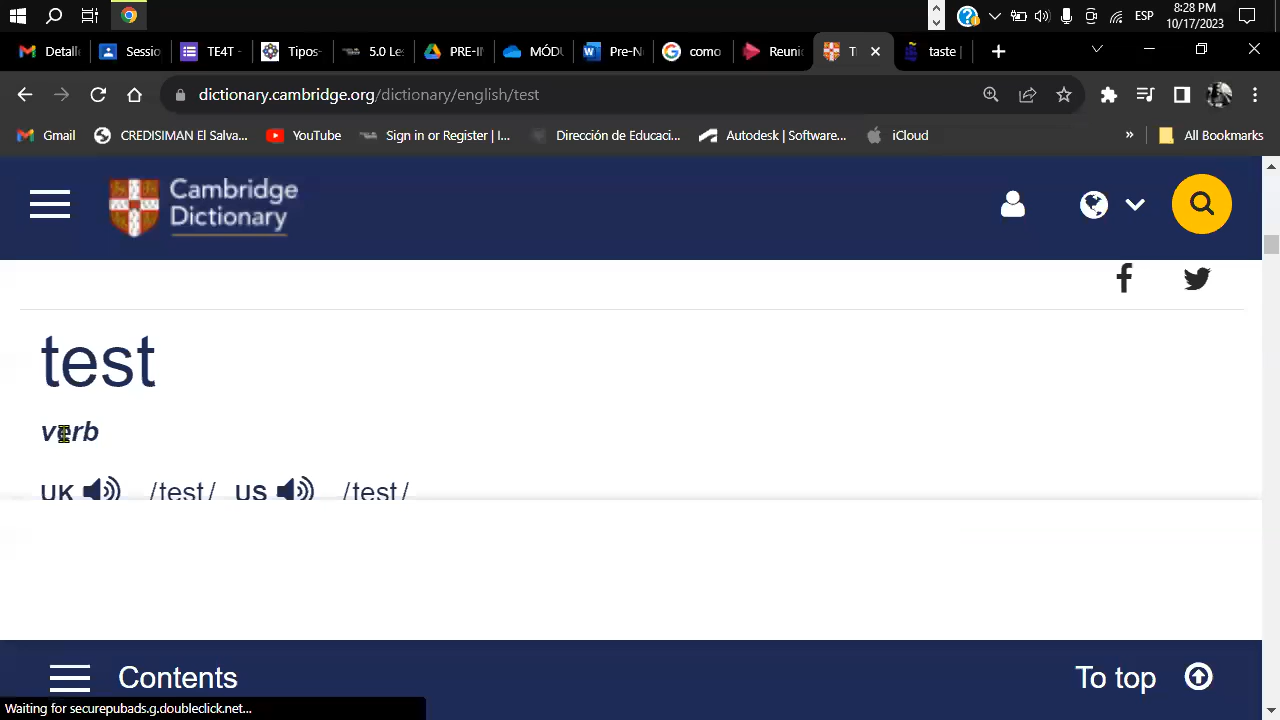 8:28 PM
ESP
10/17/2023
Detall
Sessio
TE4T -
Tipos-
5.0 Le
PRE-IN
MÓDU
Pre-N
como
Reunio
taste |
dictionary.cambridge.org/dictionary/english/test
Gmail
CREDISIMAN El Salva...
YouTube
Sign in or Register | I...
Dirección de Educaci...
Autodesk | Software...
iCloud
»
All Bookmarks
Cambridge
Dictionary
test
verb
UK /test/ US /test/
Contents
To top
Waiting for securepubads.g.doubleclick.net...